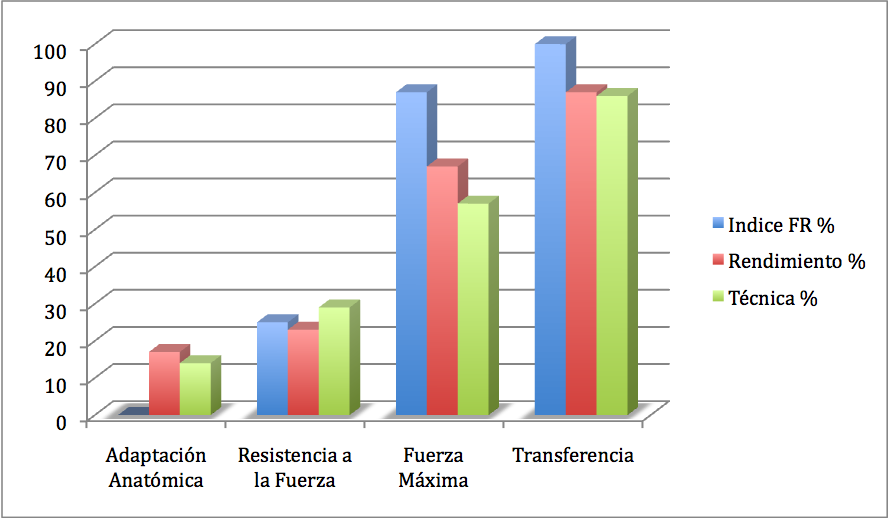 100
90
80
70
60
50
40
30
20
10
0
Adaptación
Anatómica
Resistencia a
la Fuerza
Fuerza
Máxima
Transferencia
Indice FR %
Rendimiento %
Técnica %